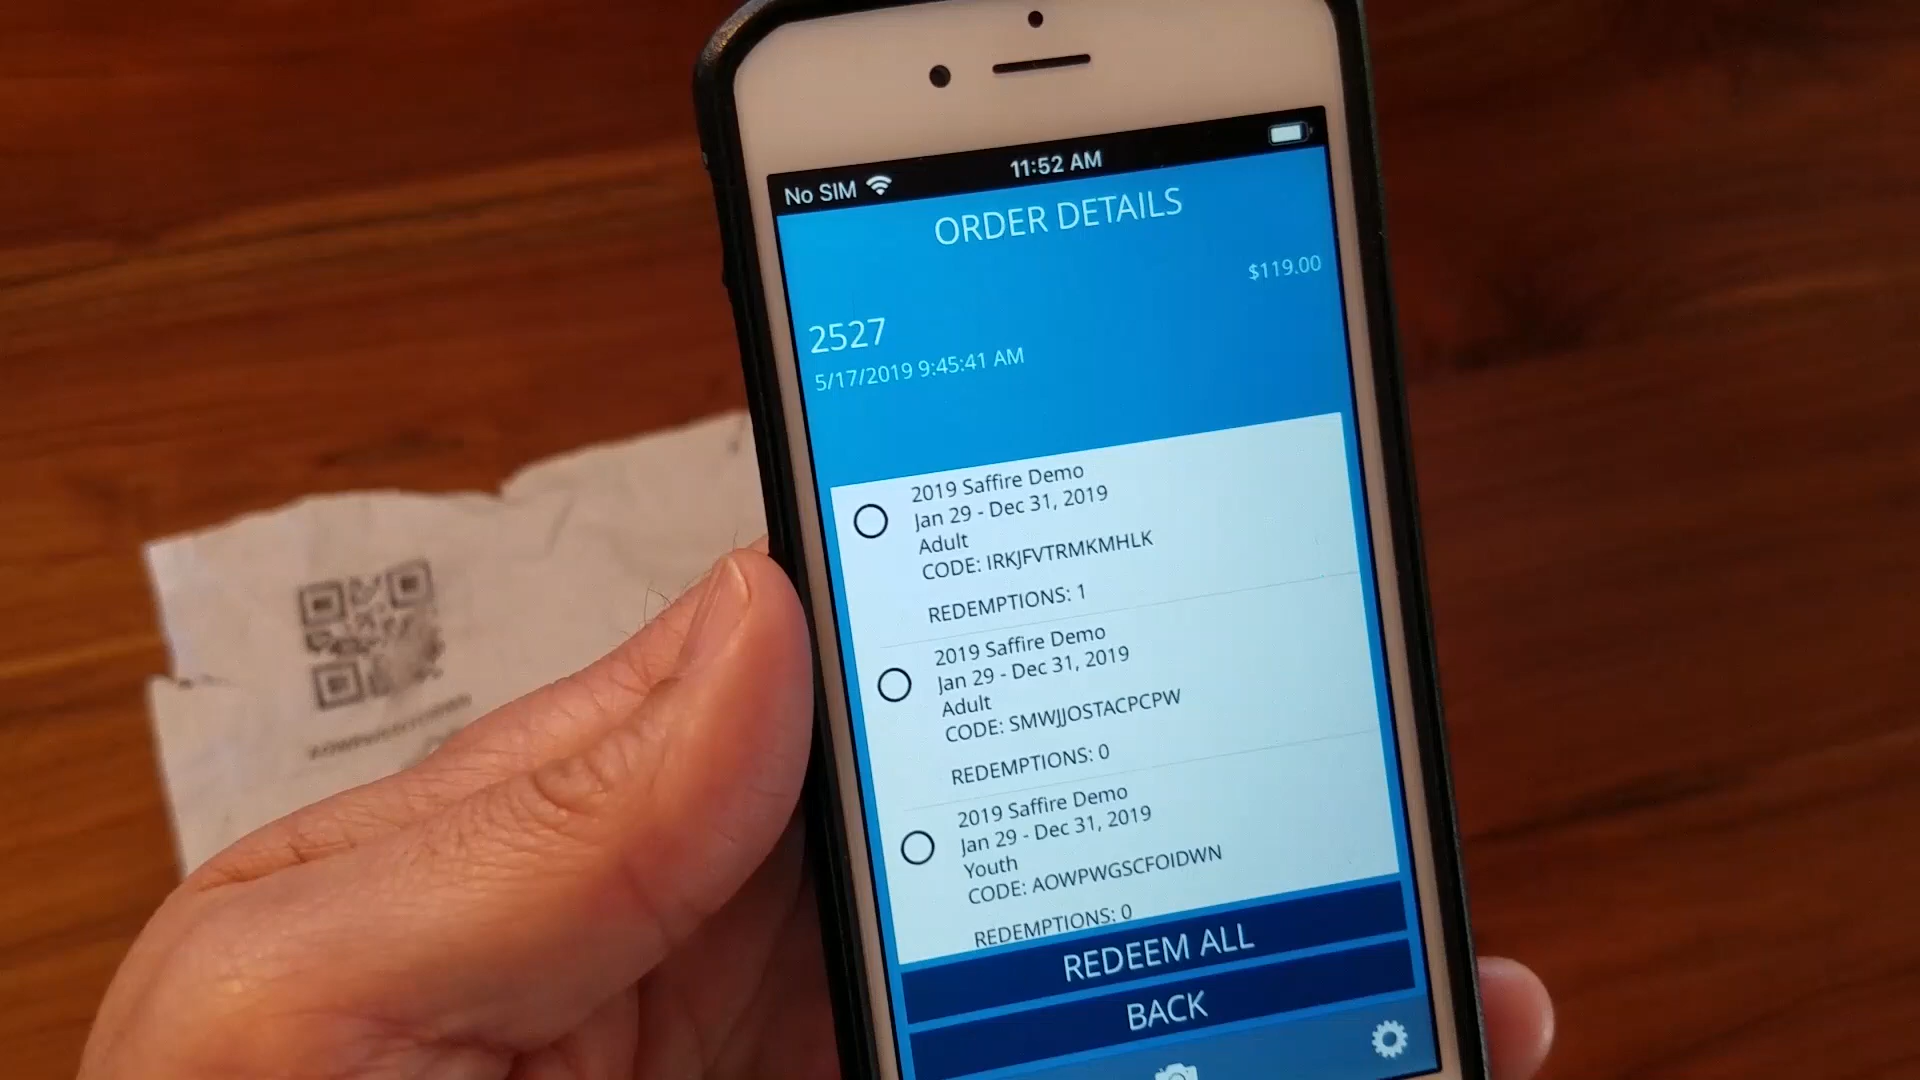 No SIM 11:52 AM
ORDER DETAILS
$119.00
2527
5/17/2019 9:45:41 AM
2019 Saffire Demo
Jan 29 - Dec 31, 2019
Adult
CODE: IRKJFVTRMKMHLK
REDEMPTIONS: 1
2019 Saffire Demo
Jan 29 - Dec 31, 2019
Adult
CODE: SMWJJOSTACPCPW
REDEMPTIONS: 0
2019 Saffire Demo
Jan 29 - Dec 31, 2019
Youth
CODE: AOWPWGSCFOIDWN
REDEMPTIONS: 0
REDEEM ALL
BACK